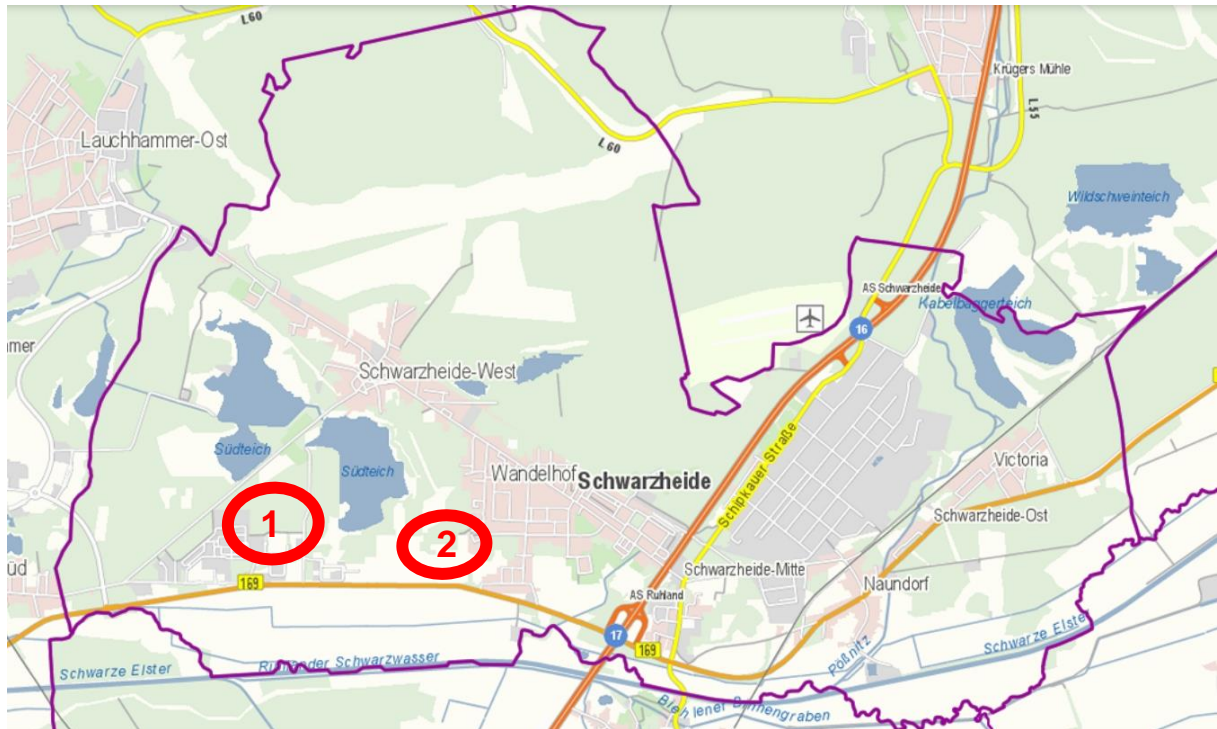 L60
Krügers Mühle
L55
Lauchhammer-Ost
L60
Wildschweinteich
AS Schwarzheide
Kabelbaggerteich
16
mer
Schwarzheide-West
Südteich
Südteich
Wandelhof
Schwarzheide
Schipkauer Straße
Victoria
1
2
Schwarzheide-Ost
üd
169
Schwarzheide-Mitte
Naundorf
AS Ruhland
17
169
Pößnitz
Schwarze Elster
Schwarze Elster
Ruhlander Schwarzwasser
Binnengraben